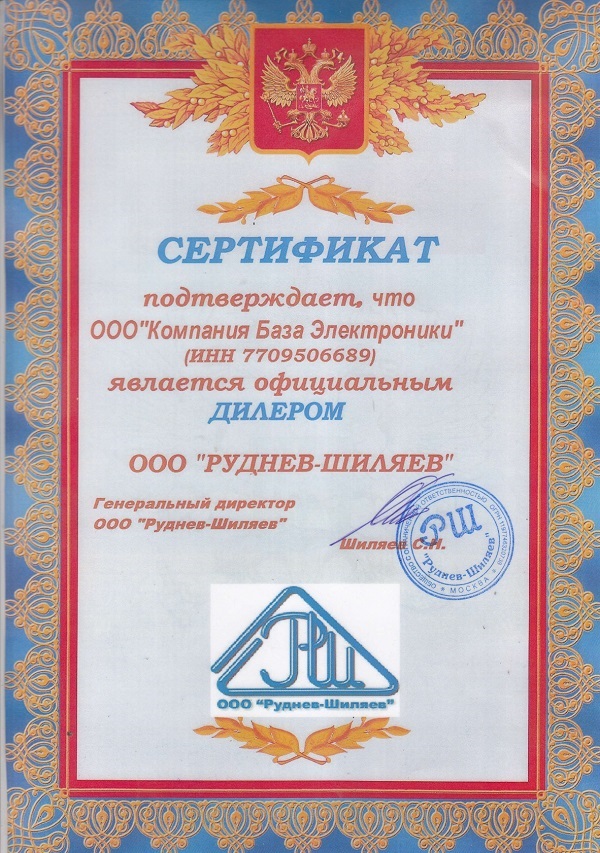 СЕРТИФИКАТ
подтверждает, что
ООО"Компания База Электроники"
(ИНН 7709506689)
является официальным
ДИЛЕРОМ
ООО "РУДНЕВ-ШИЛЯЕВ"
Генеральный директор
ООО "Руднев-Шиляев"
Шиляев С.Н.
РШ
"Руднев-Шиляев"
МОСКВА
РШ
ООО "Руднев-Шиляев"